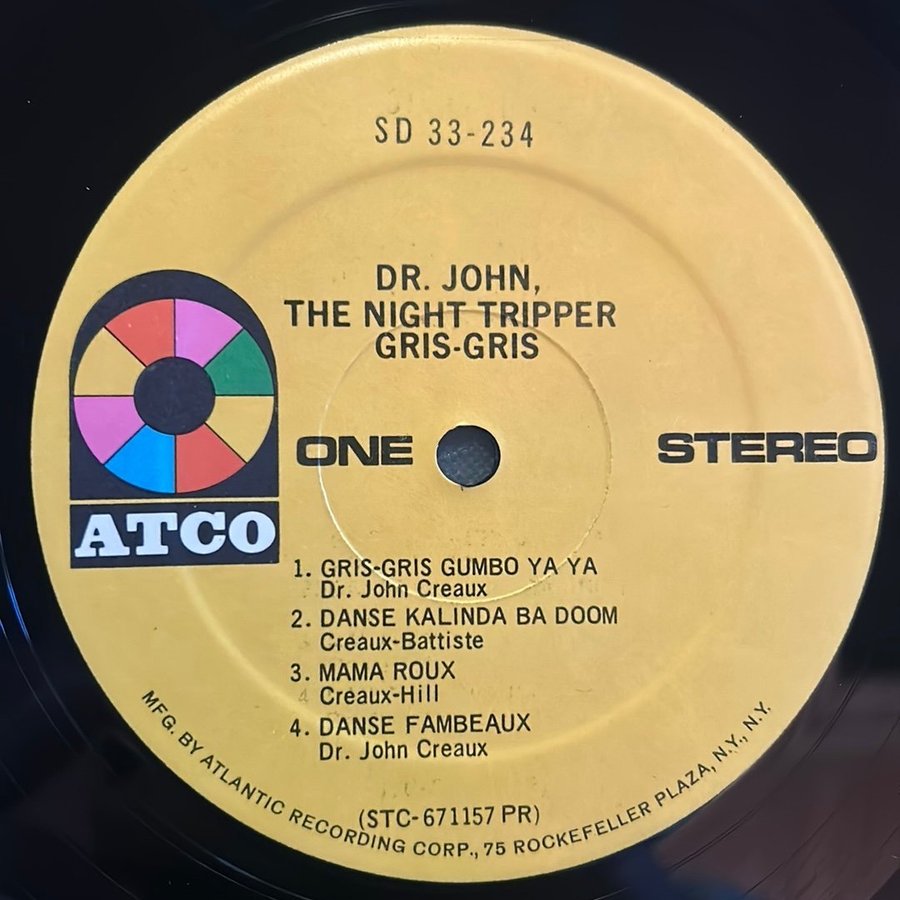 SD 33-234
DR. JOHN,
THE NIGHT TRIPPER
GRIS-GRIS
ATCO
ONE
STEREO
1. GRIS-GRIS GUMBO YA YA
Dr. John Creaux
2. DANSE KALINDA BA DOOM
Creaux-Battiste
3. MAMA ROUX
Creaux-Hill
4. DANSE FAMBEAUX
Dr. John Creaux
(STC-671157 PR)
MFG. BY ATLANTIC RECORDING CORP., 75 ROCKEFELLER PLAZA, N.Y., N.Y.